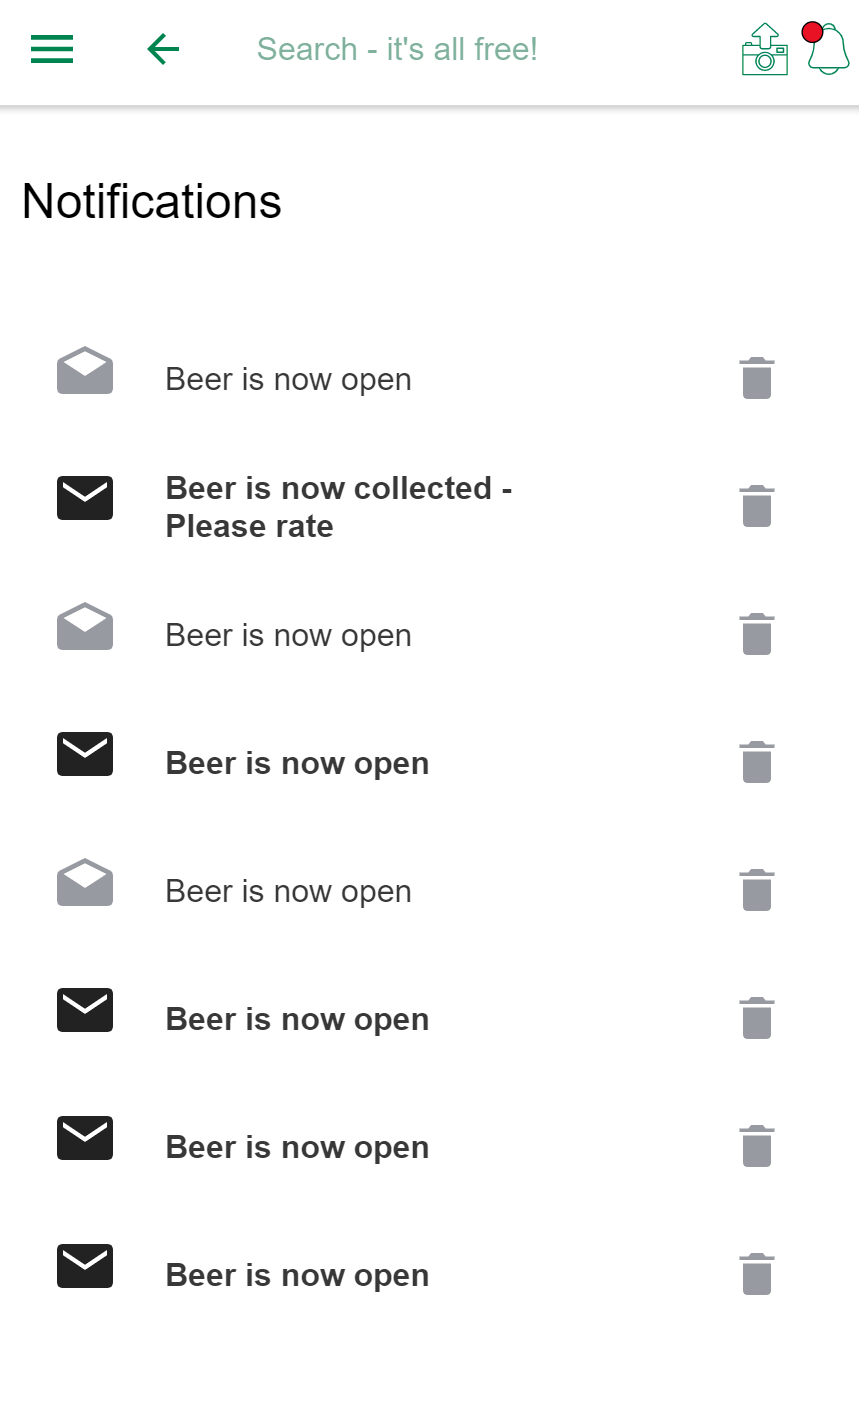 Search - it's all free!
Notifications
Beer is now open
Beer is now collected -
Please rate
Beer is now open
Beer is now open
Beer is now open
Beer is now open
Beer is now open
Beer is now open